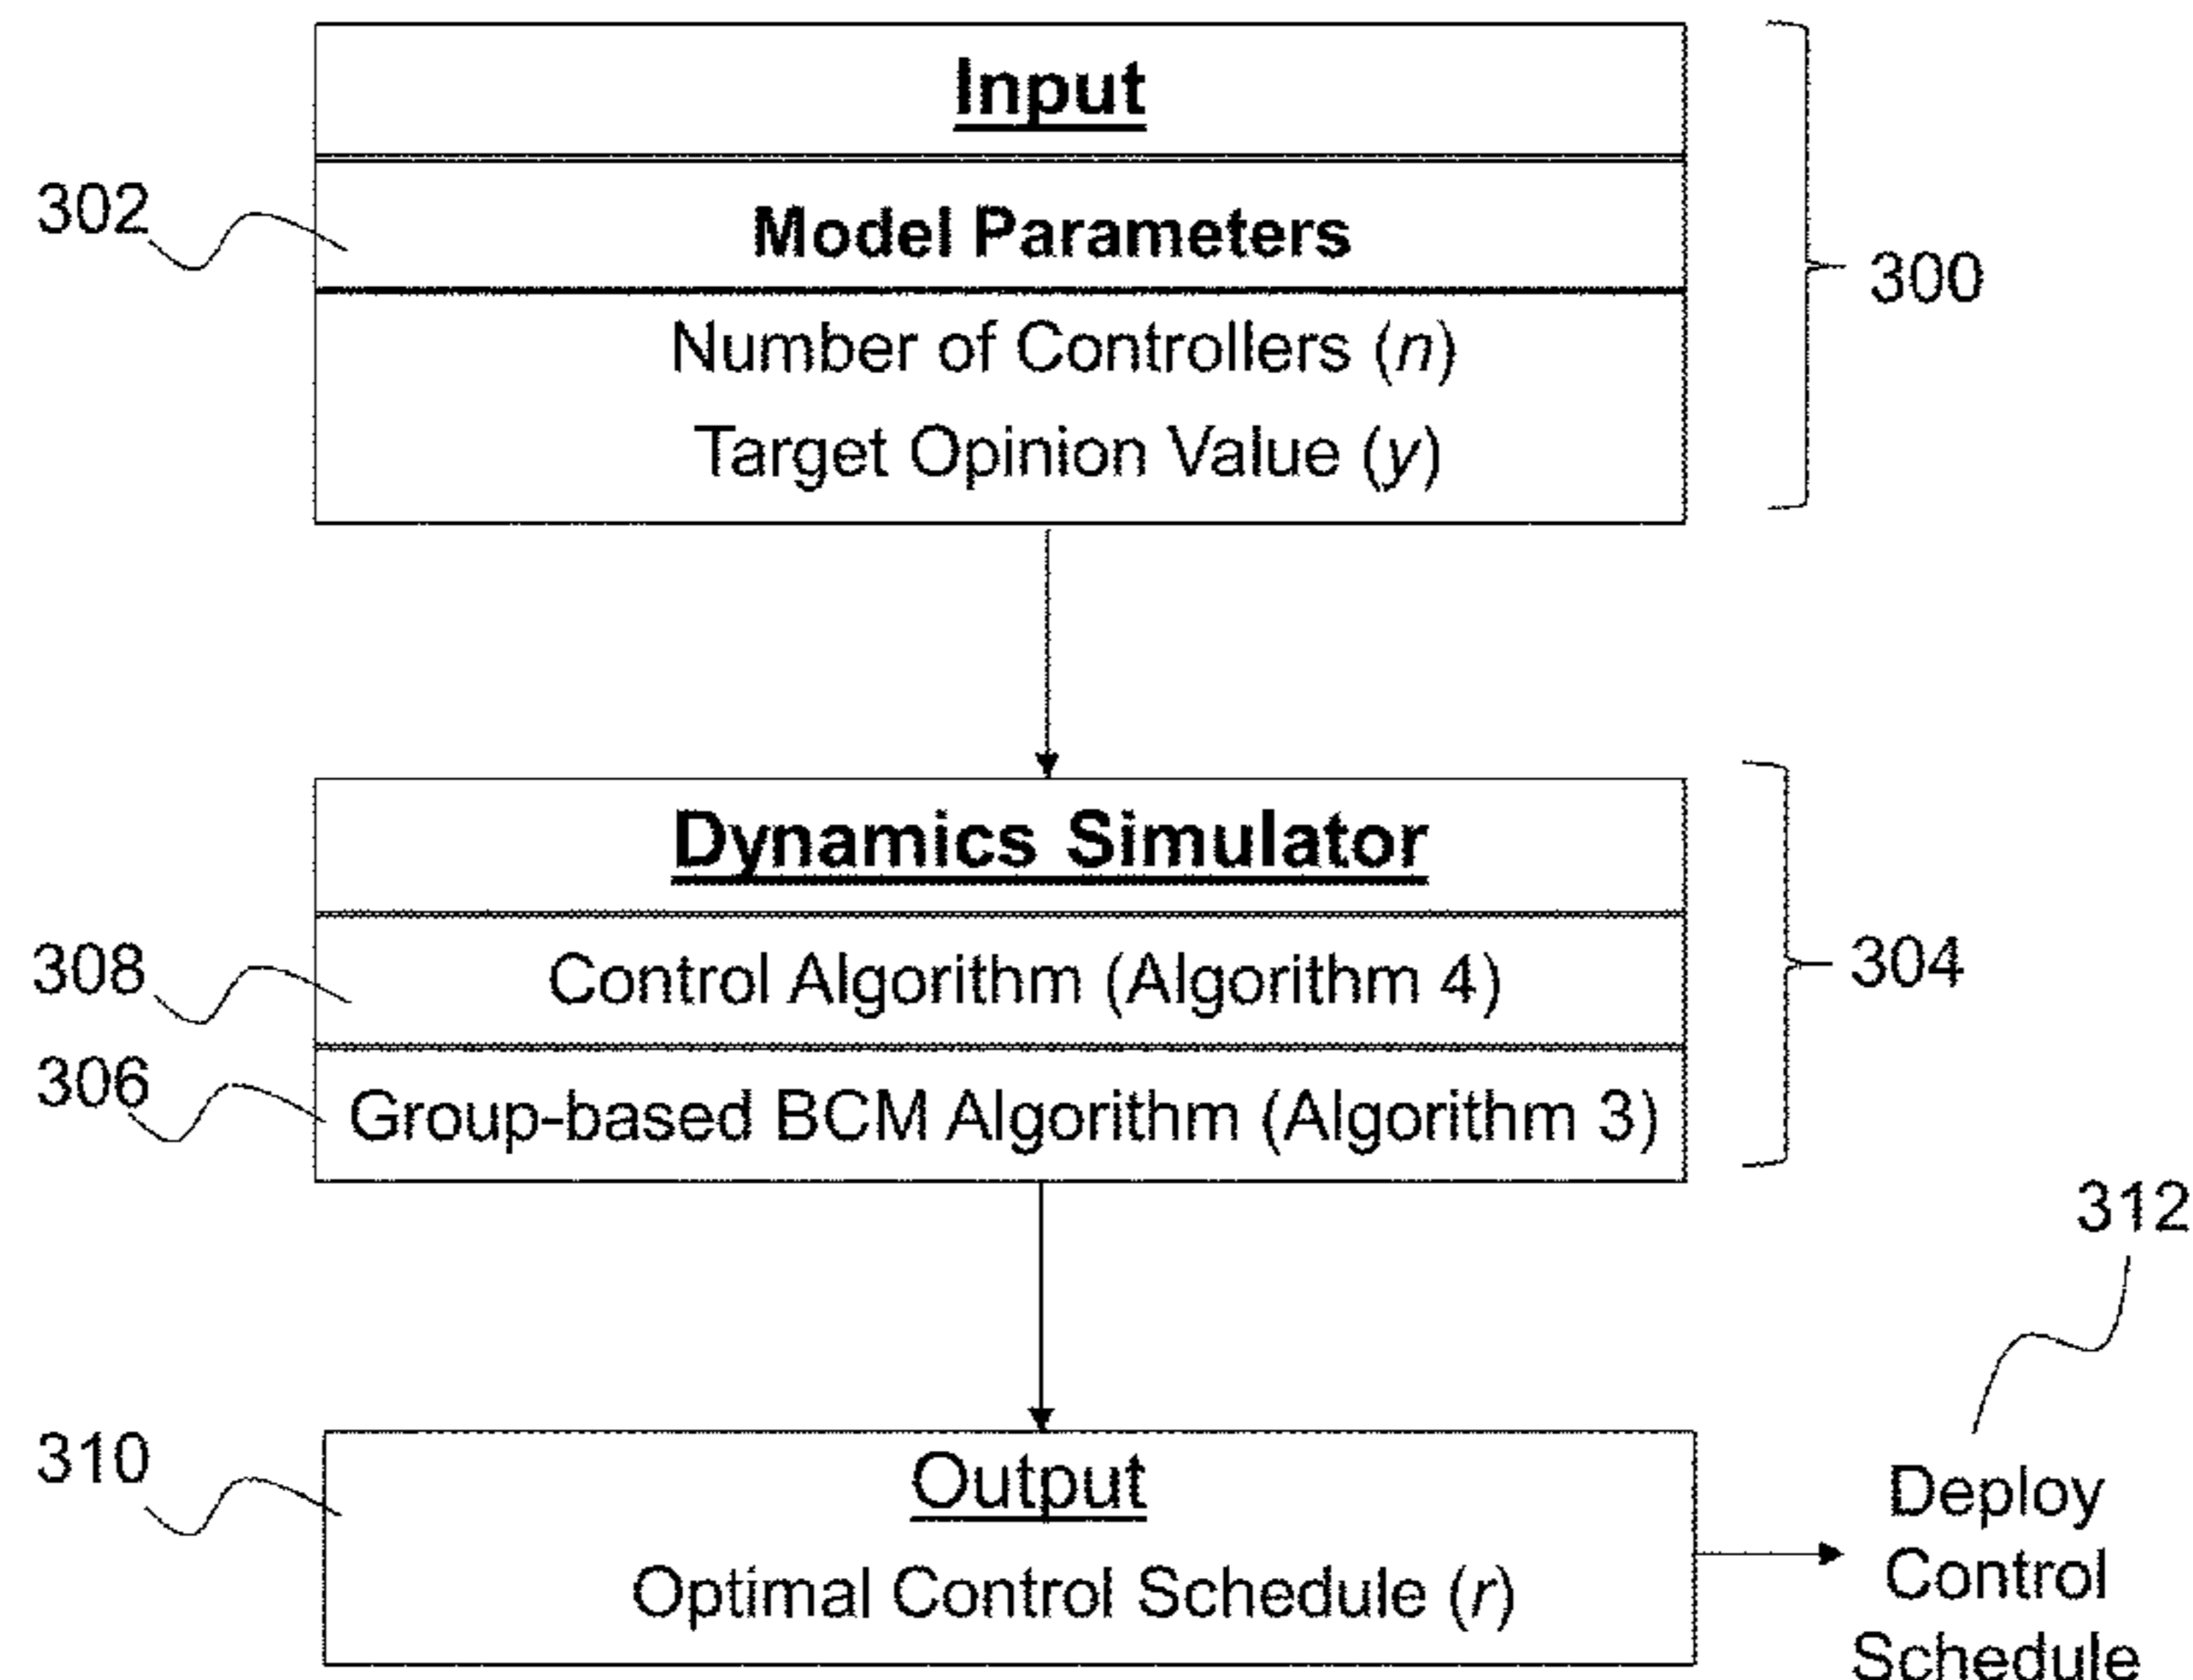 Input
302
Model Parameters
300
Number of Controllers (n)
Target Opinion Value (y)
Dynamics Simulator
308
Control Algorithm (Algorithm 4)
304
306
Group-based BCM Algorithm (Algorithm 3)
312
310
Output
Optimal Control Schedule (r)
Deploy
Control
Schedule